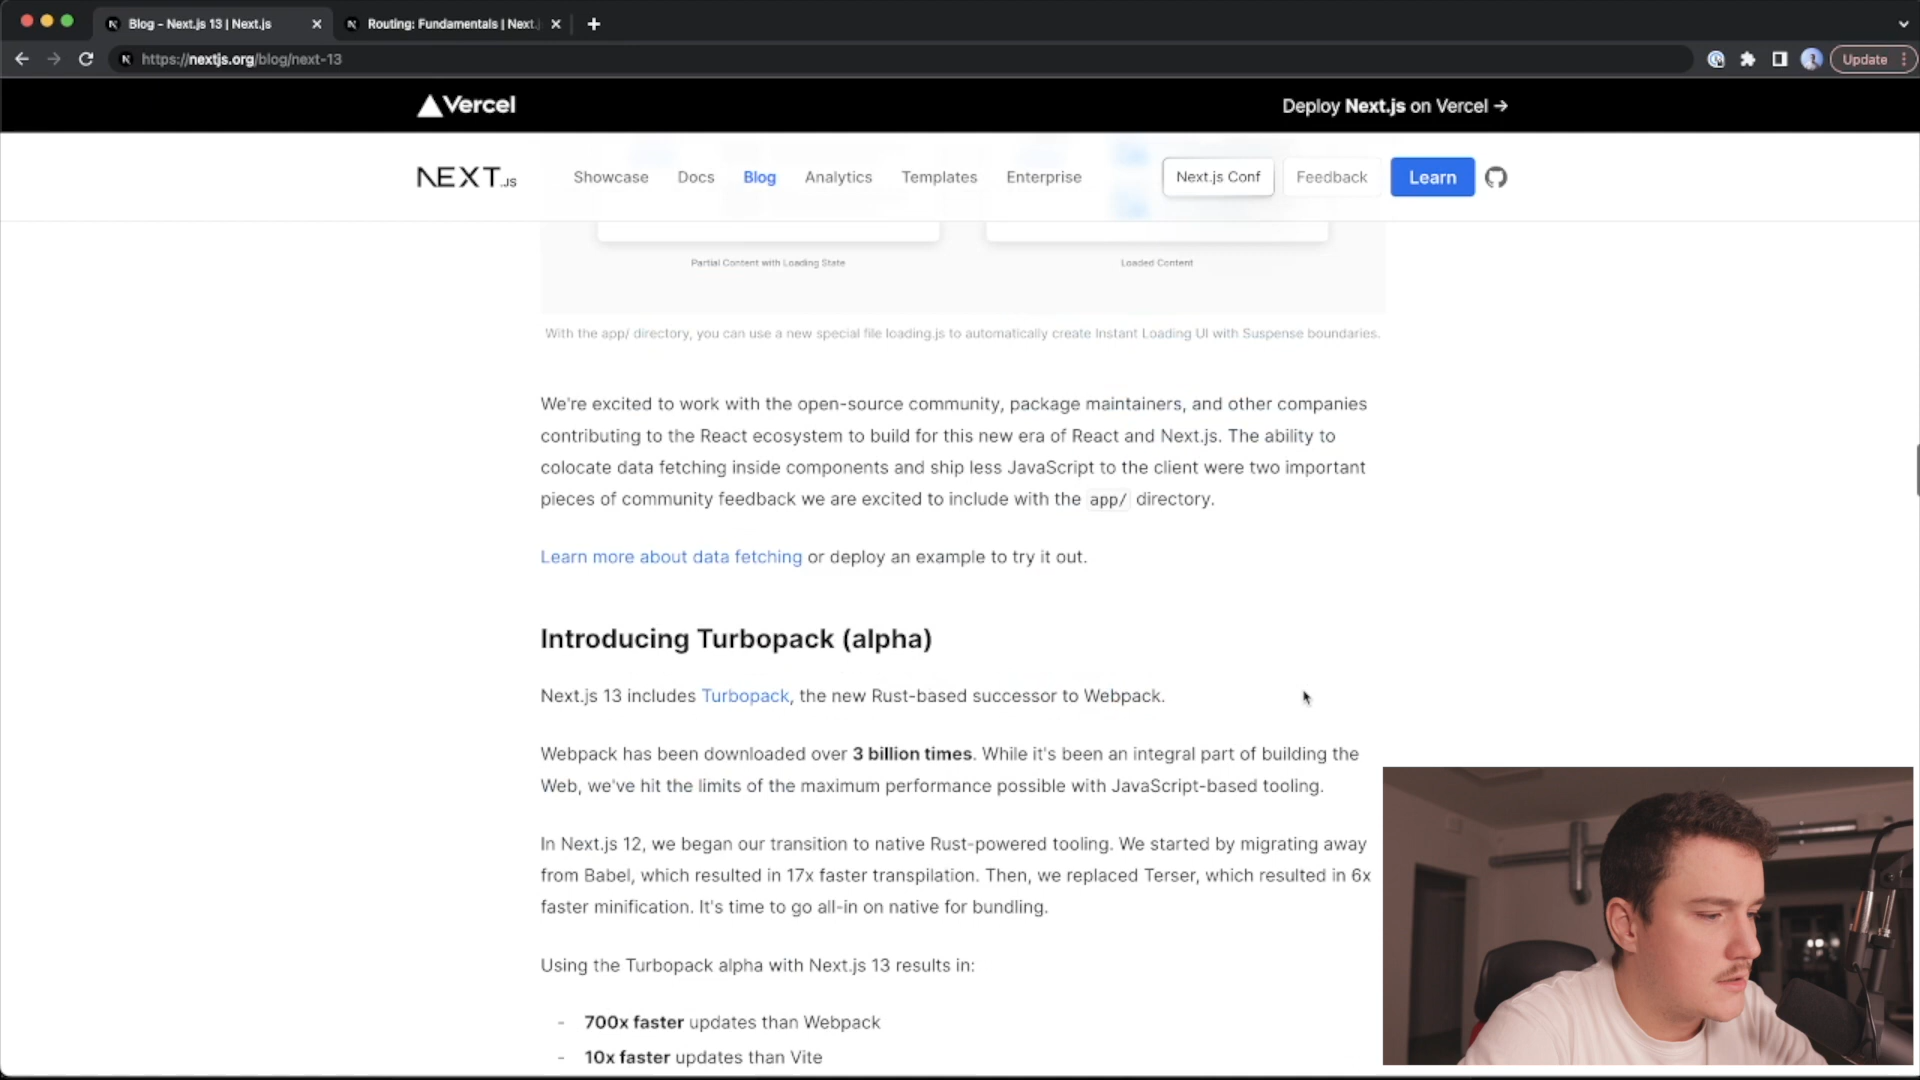 Blog – Next.js 13 | Next.js
Routing: Fundamentals | Next.
https://nextjs.org/blog/next-13
Update
Vercel
Deploy Next.js on Vercel →
NEXT.JS
Showcase
Docs
Blog
Analytics
Templates
Enterprise
Next.js Conf
Feedback
Learn
Partial Content with Loading State
Loaded Content
With the app/ directory, you can use a new special file loading.js to automatically create Instant Loading UI with Suspense boundaries.
We're excited to work with the open-source community, package maintainers, and other companies
contributing to the React ecosystem to build for this new era of React and Next.js. The ability to
colocate data fetching inside components and ship less JavaScript to the client were two important
pieces of community feedback we are excited to include with the app/ directory.
Learn more about data fetching or deploy an example to try it out.
Introducing Turbopack (alpha)
Next.js 13 includes Turbopack, the new Rust-based successor to Webpack.
Webpack has been downloaded over 3 billion times. While it's been an integral part of building the
Web, we've hit the limits of the maximum performance possible with JavaScript-based tooling.
In Next.js 12, we began our transition to native Rust-powered tooling. We started by migrating away
from Babel, which resulted in 17x faster transpilation. Then, we replaced Terser, which resulted in 6x
faster minification. It's time to go all-in on native for bundling.
Using the Turbopack alpha with Next.js 13 results in:
- 700x faster updates than Webpack
- 10x faster updates than Vite